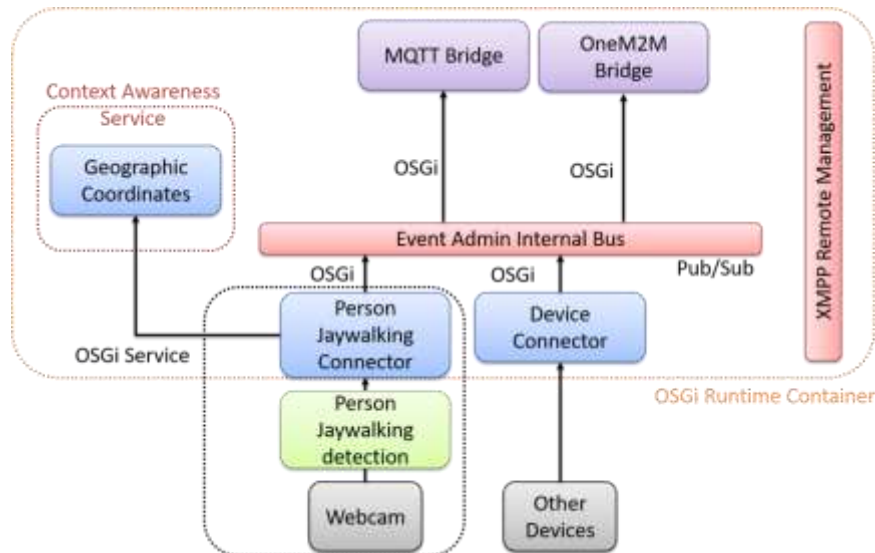 MQTT Bridge
OneM2M
Bridge
XMPP Remote Management
Context Awareness
Service
Geographic
Coordinates
OSGi
OSGi
Event Admin Internal Bus
Pub/Sub
OSGi
OSGi
Person
Jaywalking
Connector
Device
Connector
OSGi Service
OSGi Runtime Container
Person
Jaywalking
detection
Webcam
Other
Devices